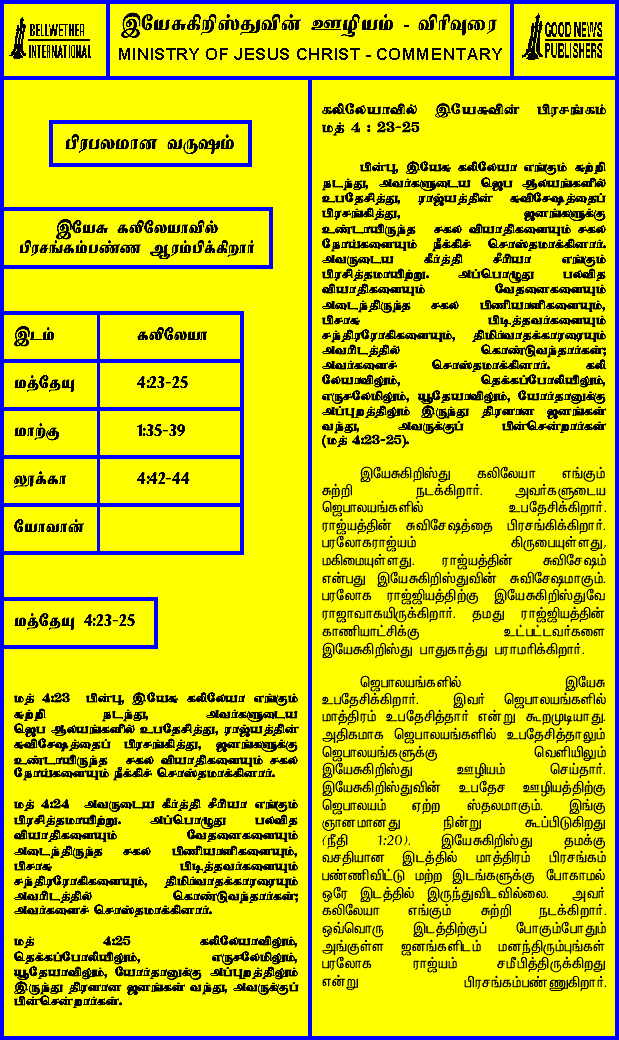 BELLWETHER
INTERNATIONAL
இயேசுகிறிஸ்துவின் ஊழியம் - விரிவுரை
MINISTRY OF JESUS CHRIST - COMMENTARY
GOOD NEWS
PUBLISHERS
பிரபலமான வருஷம்
இயேசு கலிலேயாவில்
பிரசங்கம்பண்ண ஆரம்பிக்கிறார்
இடம் கலிலேயா
மத்தேயு 4:23-25
மாற்கு 1:35-39
லூக்கா 4:42-44
யோவான்
மத்தேயு 4:23-25
மத் 4:23 பின்பு, இயேசு கலிலேயா எங்கும்
சுற்றி நடந்து, அவர்களுடைய
ஜெப ஆலயங்களில் உபதேசித்து, ராஜ்யத்தின்
சுவிசேஷத்தைப் பிரசங்கித்து, ஜனங்களுக்கு
உண்டாயிருந்த சகல வியாதிகளையும் சகல
நோய்களையும் நீக்கிச் சொஸ்தமாக்கினார்.
மத் 4:24 அவருடைய கீர்த்தி சீரியா எங்கும்
பிரசித்தமாயிற்று. அப்பொழுது பலவித
வியாதிகளையும் வேதனைகளையும்
அடைந்திருந்த சகல பிணியாளிகளையும்,
பிசாசு பிடித்தவர்களையும்
சந்திரரோகிகளையும், திமிர்வாதக்காரரையும்
அவரிடத்தில் கொண்டுவந்தார்கள்;
அவர்களைச் சொஸ்தமாக்கினார்.
மத் 4:25 கலிலேயாவிலும்,
தெக்கப்போலியிலும், எருசலேமிலும்,
யூதேயாவிலும், யோர்தானுக்கு அப்புறத்திலும்
இருந்து திரளான ஜனங்கள் வந்து, அவருக்குப்
பின்சென்றார்கள்.
கலிலேயாவில் இயேசுவின் பிரசங்கம்
மத் 4 : 23-25
பின்பு, இயேசு கலிலேயா எங்கும் சுற்றி
நடந்து, அவர்களுடைய ஜெப ஆலயங்களில்
உபதேசித்து, ராஜ்யத்தின் சுவிசேஷத்தைப்
பிரசங்கித்து, ஜனங்களுக்கு
உண்டாயிருந்த சகல வியாதிகளையும் சகல
நோய்களையும் நீக்கிச் சொஸ்தமாக்கினார்.
அவருடைய கீர்த்தி சீரியா எங்கும்
பிரசித்தமாயிற்று. அப்பொழுது பலவித
வியாதிகளையும் வேதனைகளையும்
அடைந்திருந்த சகல பிணியாளிகளையும்,
பிசாசு பிடித்தவர்களையும்
சந்திரரோகிகளையும், திமிர்வாதக்காரரையும்
அவரிடத்தில் கொண்டுவந்தார்கள்;
அவர்களைச் சொஸ்தமாக்கினார். கலி
லேயாவிலும், தெக்கப்போலியிலும்,
எருசலேமிலும், யூதேயாவிலும், யோர்தானுக்கு
அப்புறத்திலும் இருந்து திரளான ஜனங்கள்
வந்து, அவருக்குப் பின்சென்றார்கள்
(மத் 4:23-25).
இயேசுகிறிஸ்து கலிலேயா எங்கும்
சுற்றி நடக்கிறார். அவர்களுடைய
ஜெபாலயங்களில் உபதேசிக்கிறார்.
ராஜ்யத்தின் சுவிசேஷத்தை பிரசங்கிக்கிறார்.
பரலோகராஜ்யம் கிருபையுள்ளது,
மகிமையுள்ளது. ராஜ்யத்தின் சுவிசேஷம்
என்பது இயேசுகிறிஸ்துவின் சுவிசேஷமாகும்.
பரலோக ராஜ்ஜியத்திற்கு இயேசுகிறிஸ்துவே
ராஜாவாகயிருக்கிறார். தமது ராஜ்ஜியத்தின்
காணியாட்சிக்கு உட்பட்டவர்களை
இயேசுகிறிஸ்து பாதுகாத்து பராமரிக்கிறார்.
ஜெபாலயங்களில் இயேசு
உபதேசிக்கிறார். இவர் ஜெபாலயங்களில்
மாத்திரம் உபதேசித்தார் என்று கூறமுடியாது.
அதிகமாக ஜெபாலயங்களில் உபதேசித்தாலும்
ஜெபாலயங்களுக்கு வெளியிலும்
இயேசுகிறிஸ்து ஊழியம் செய்தார்.
இயேசுகிறிஸ்துவின் உபதேச ஊழியத்திற்கு
ஜெபாலயம் ஏற்ற ஸ்தலமாகும். இங்கு
ஞானமானது நின்று கூப்பிடுகிறது
(நீதி 1:20). இயேசுகிறிஸ்து தமக்கு
வசதியான இடத்தில் மாத்திரம் பிரசங்கம்
பண்ணிவிட்டு மற்ற இடங்களுக்கு போகாமல்
ஒரே இடத்தில் இருந்துவிடவில்லை. அவர்
கலிலேயா எங்கும் சுற்றி நடக்கிறார்.
ஒவ்வொரு இடத்திற்குப் போகும்போதும்
அங்குள்ள ஜனங்களிடம் மனந்திரும்புங்கள்
பரலோக ராஜ்யம் சமீபித்திருக்கிறது
என்று பிரசங்கம்பண்ணுகிறார்.